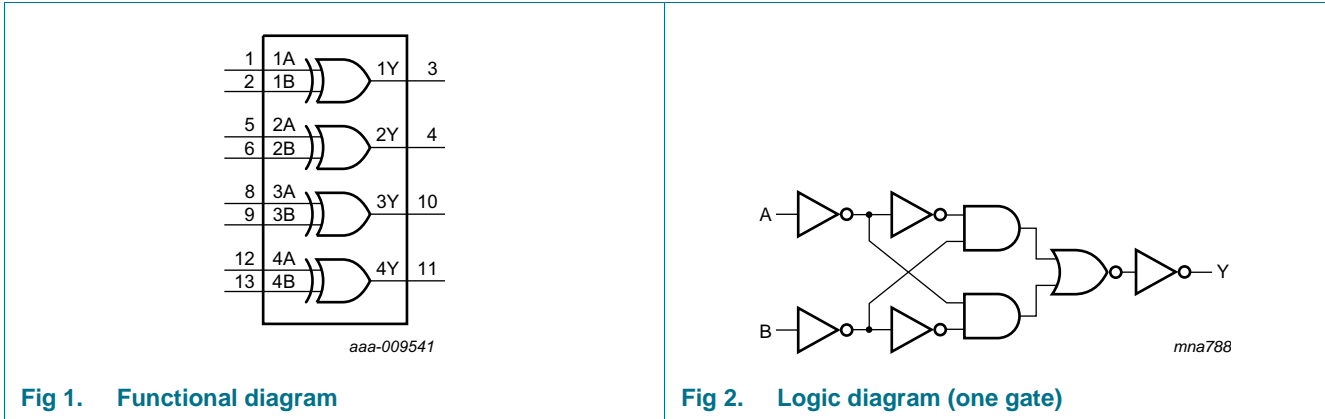 1 1A
2 1B
1Y 3
5 2A
6 2B
2Y 4
8 3A
9 3B
3Y 10
12 4A
13 4B
4Y 11
aaa-009541
Fig 1. Functional diagram
A
B
Y
mna788
Fig 2. Logic diagram (one gate)